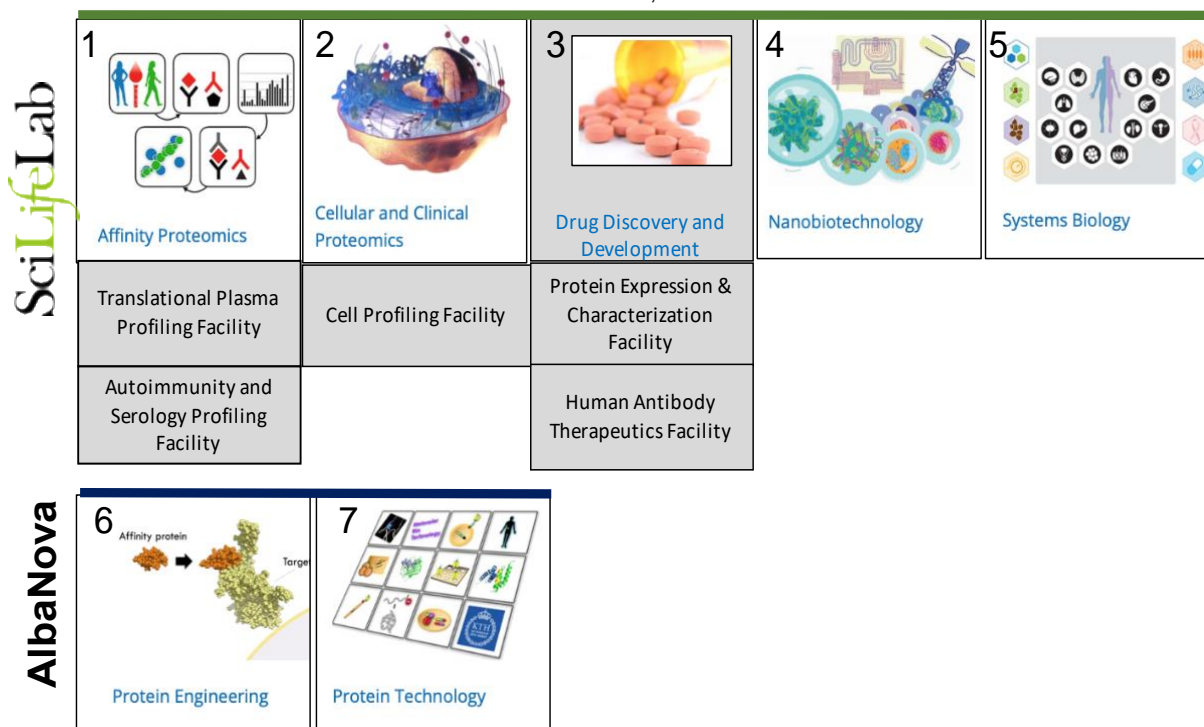 SciLifeLab
1
2
3
4
5
Affinity Proteomics
Cellular and Clinical
Proteomics
Drug Discovery and
Development
Nanobiotechnology
Systems Biology
Translational Plasma
Profiling Facility
Cell Profiling Facility
Protein Expression &
Characterization
Facility
Autoimmunity and
Serology Profiling
Facility
Human Antibody
Therapeutics Facility
AlbaNova
6
Affinity protein
Target
7
KTH
Protein Engineering
Protein Technology